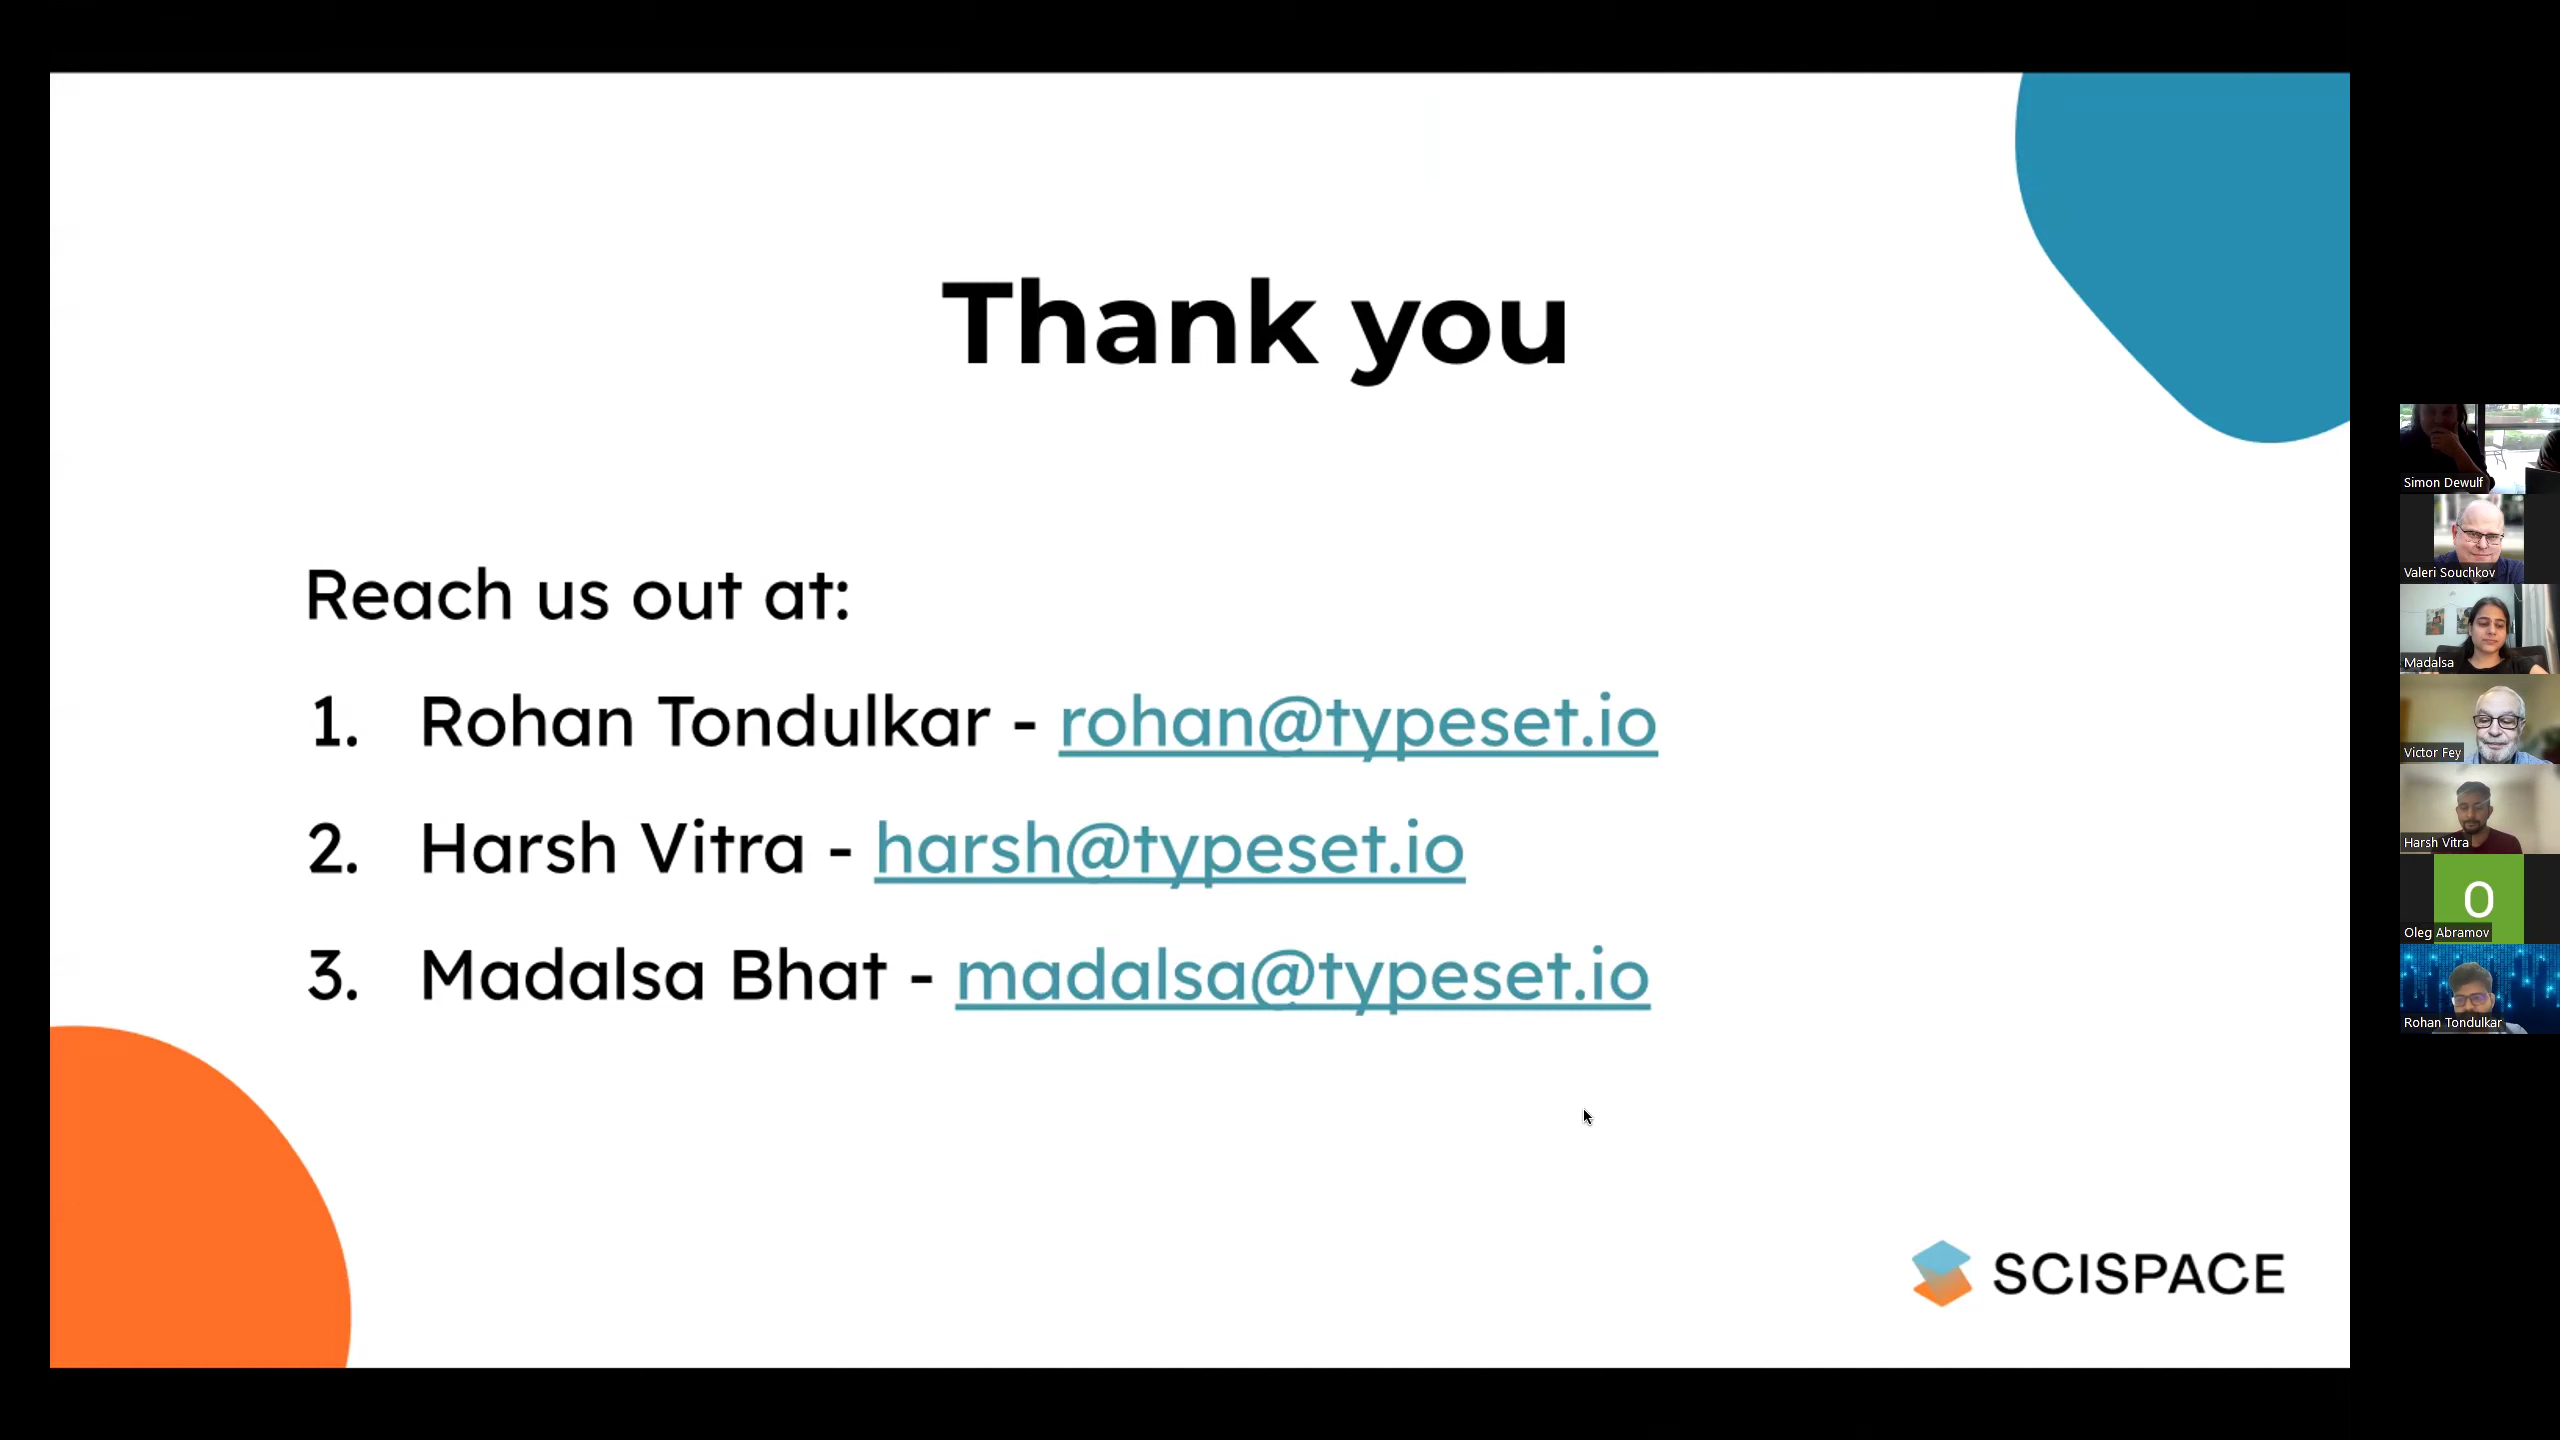 Thank you
Reach us out at:
1. Rohan Tondulkar - rohan@typeset.io
2. Harsh Vitra - harsh@typeset.io
3. Madalsa Bhat - madalsa@typeset.io
SCISPACE
Simon Dewulf
Valeri Souchkov
Madalsa
Victor Fey
Harsh Vitra
O
Oleg Abramov
Rohan Tondulkar